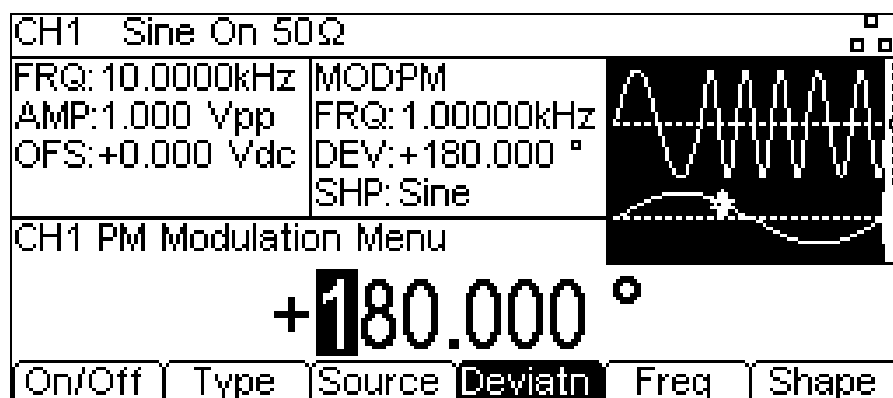 CH1 Sine On 50Ω
FRQ:10.0000kHz
AMP:1.000 Vpp
OFS:+0.000 Vdc
MOD:PM
FRQ:1.00000kHz
DEV:+180.000 °
SHP:Sine
CH1 PM Modulation Menu
+180.000 °
On/Off Type Source Deviatn Freq Shape